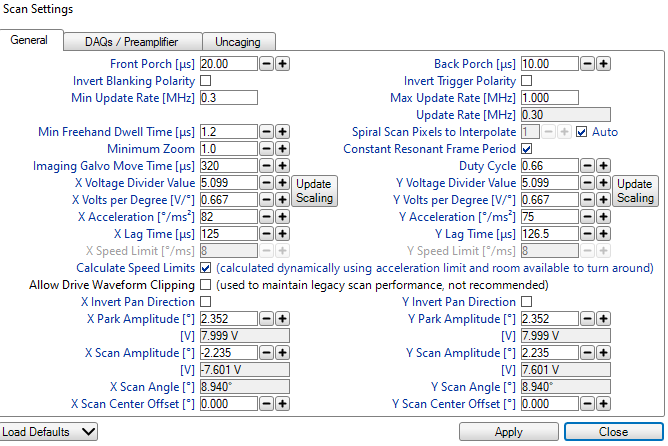 Scan Settings
General DAQs / Preamplifier Uncaging
Front Porch [µs] 20.00 Back Porch [µs] 10.00
Invert Blanking Polarity Invert Trigger Polarity
Min Update Rate [MHz] 0.3 Max Update Rate [MHz] 1.000
Update Rate [MHz] 0.30
Min Freehand Dwell Time [µs] 1.2 Spiral Scan Pixels to Interpolate 1 Auto
Minimum Zoom 1.0 Constant Resonant Frame Period
Imaging Galvo Move Time [µs] 320 Duty Cycle 0.66
X Voltage Divider Value 5.099 Update Scaling Y Voltage Divider Value 5.099 Update Scaling
X Volts per Degree [V/°] 0.667 Y Volts per Degree [V/°] 0.667
X Acceleration [°/ms²] 82 Y Acceleration [°/ms²] 75
X Lag Time [µs] 125 Y Lag Time [µs] 126.5
X Speed Limit [°/ms] 8 Y Speed Limit [°/ms] 8
Calculate Speed Limits (calculated dynamically using acceleration limit and room available to turn around)
Allow Drive Waveform Clipping (used to maintain legacy scan performance, not recommended)
X Invert Pan Direction Y Invert Pan Direction
X Park Amplitude [°] 2.352 Y Park Amplitude [°] 2.352
[V] 7.999 V [V] 7.999 V
X Scan Amplitude [°] -2.235 Y Scan Amplitude [°] 2.235
[V] -7.601 V [V] 7.601 V
X Scan Angle [°] 8.940° Y Scan Angle [°] 8.940°
X Scan Center Offset [°] 0.000 Y Scan Center Offset [°] 0.000
Load Defaults Apply Close